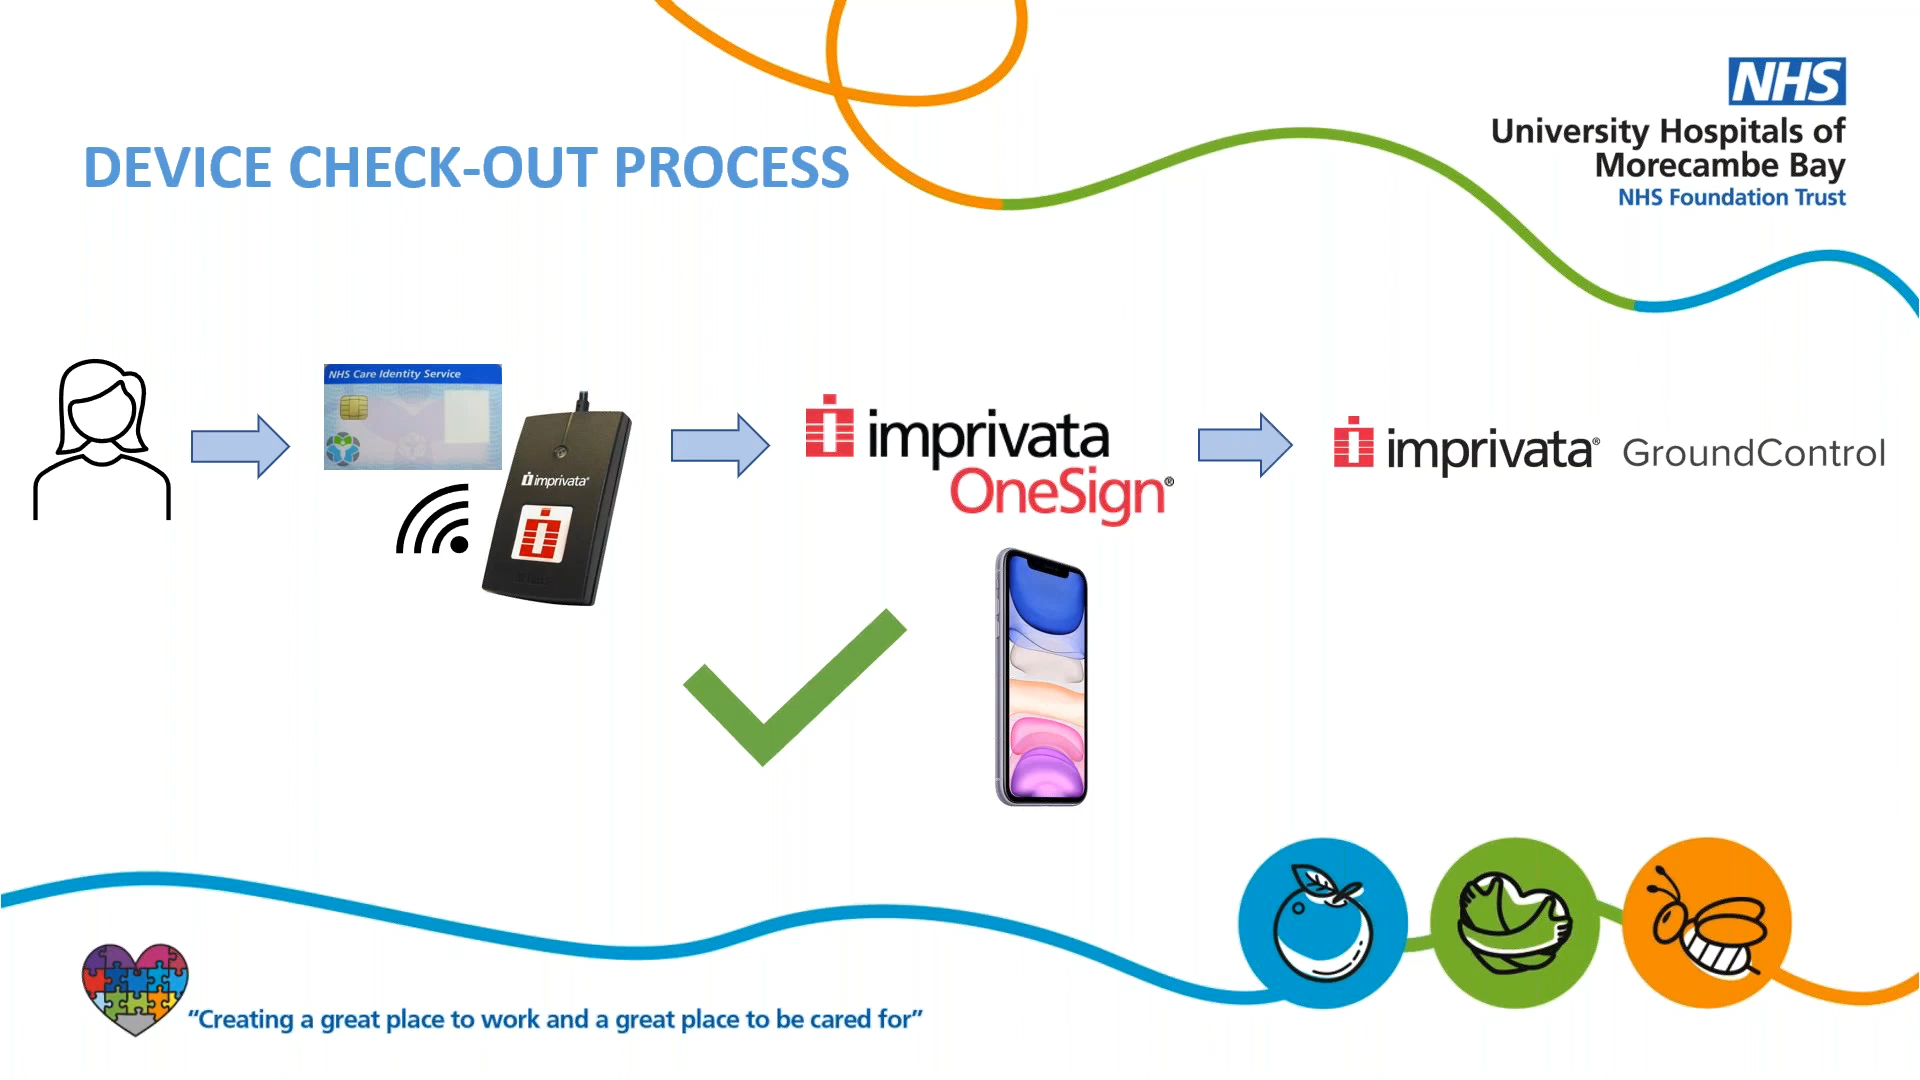 NHS
University Hospitals of
Morecambe Bay
NHS Foundation Trust
DEVICE CHECK-OUT PROCESS
NHS Care Identity Service
imprivata®
imprivata
OneSign®
imprivata® GroundControl
“Creating a great place to work and a great place to be cared for”